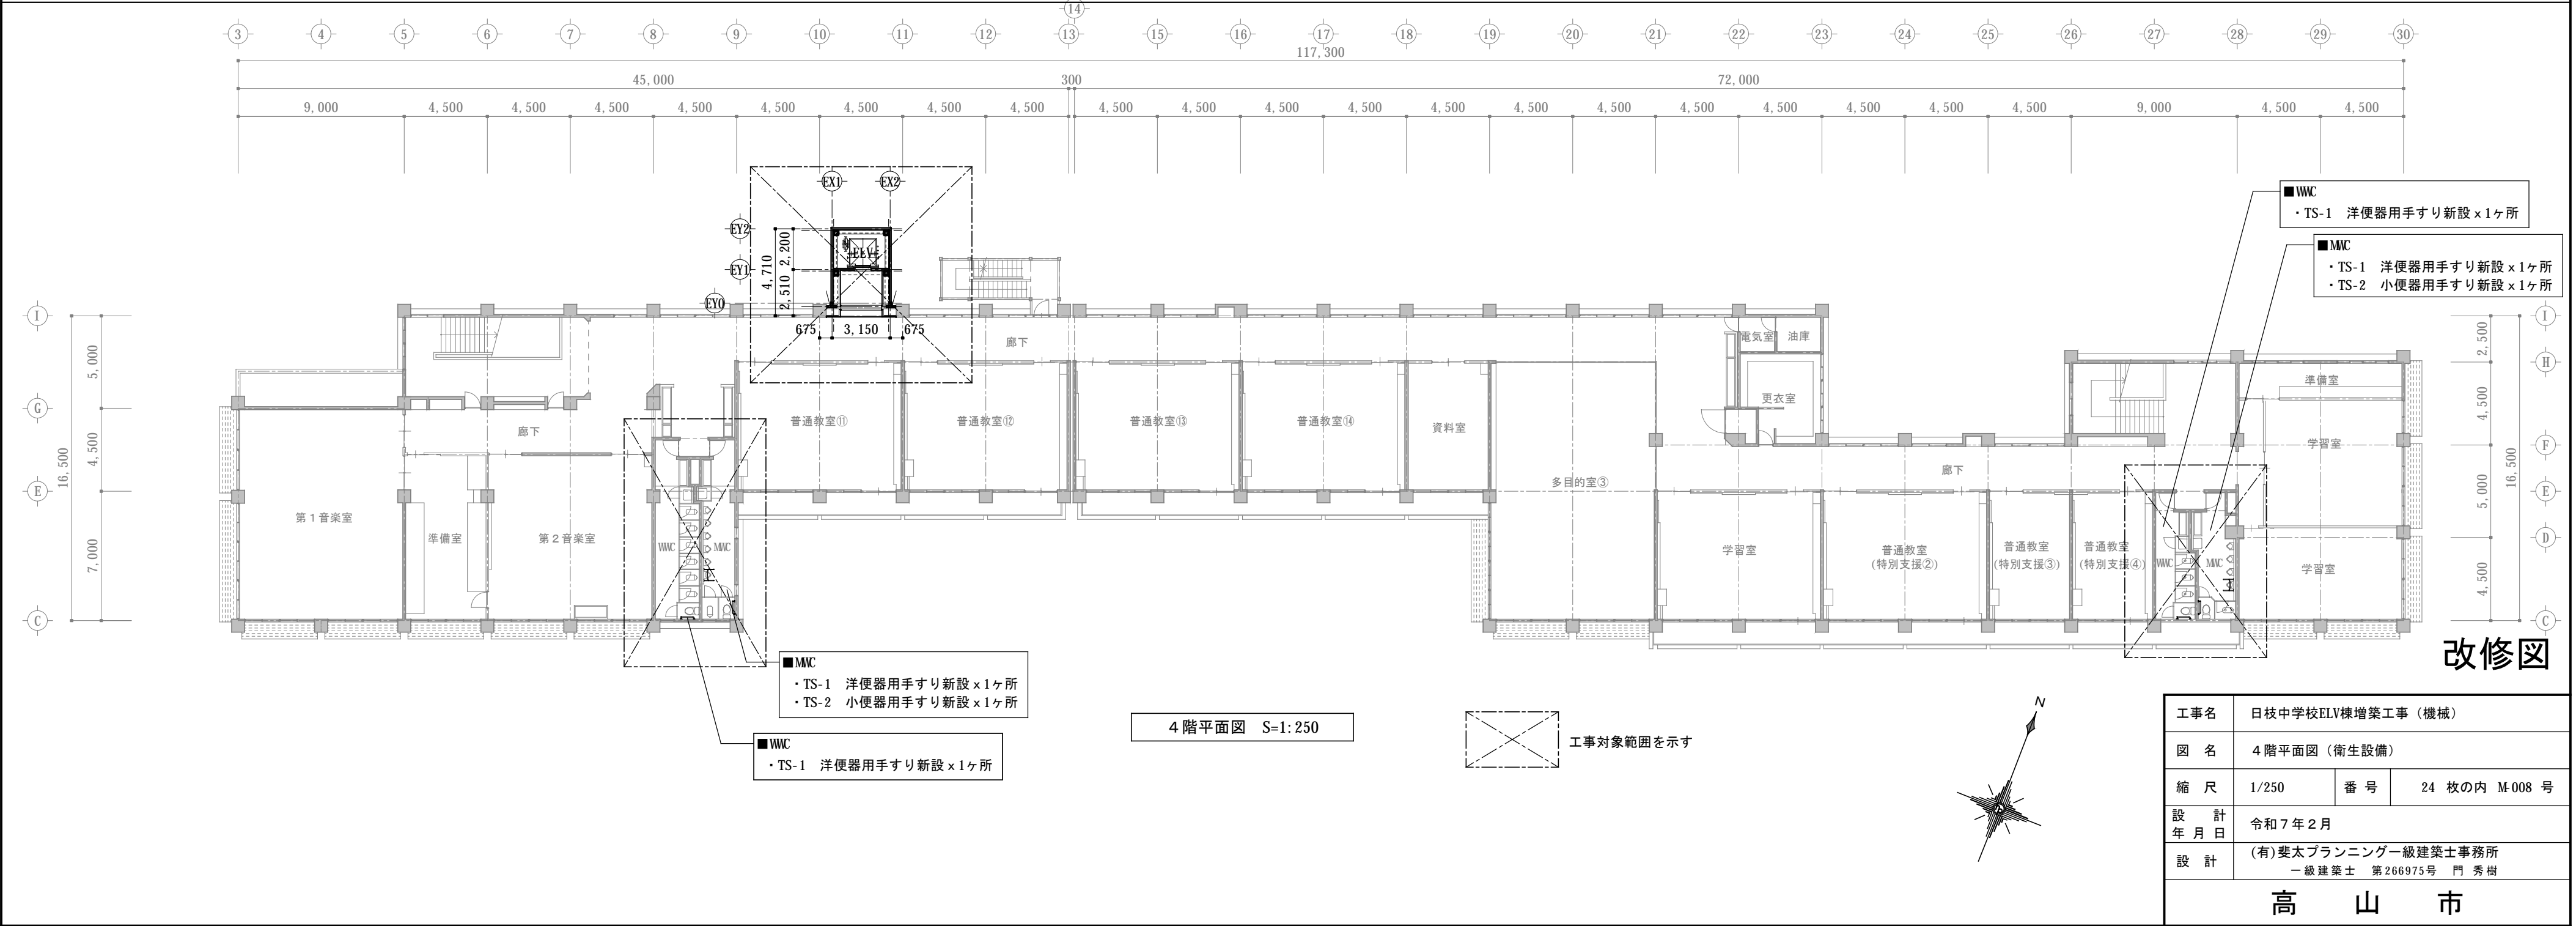 14
3 4 5 6 7 8 9 10 11 12 13 15 16 17 18 19 20 21 22 23 24 25 26 27 28 29 30
117,300
45,000 300 72,000
9,000 4,500 4,500 4,500 4,500 4,500 4,500 4,500 4,500 4,500 4,500 4,500 4,500 4,500 4,500 4,500 4,500 4,500 4,500 4,500 4,500 9,000 4,500 4,500
EX1 EX2
EY2
EY1
EY0
4,710
2,200
2,510
ELV
675 3,150 675
■WWC
・TS-1 洋便器用手すり新設x1ヶ所
■MWC
・TS-1 洋便器用手すり新設x1ヶ所
・TS-2 小便器用手すり新設x1ヶ所
I
G
E
C
16,500
5,000
4,500
7,000
I
H
F
E
D
C
2,500
4,500
5,000
4,500
16,500
廊下
電気室
油庫
更衣室
準備室
普通教室⑪
普通教室⑫
普通教室⑬
普通教室⑭
資料室
廊下
学習室
廊下
多目的室③
第1音楽室
準備室
第2音楽室
WWC
MWC
学習室
普通教室
(特別支援②)
普通教室
(特別支援③)
普通教室
(特別支援④)
WWC
MWC
学習室
■MWC
・TS-1 洋便器用手すり新設x1ヶ所
・TS-2 小便器用手すり新設x1ヶ所
■WWC
・TS-1 洋便器用手すり新設x1ヶ所
4階平面図 S=1:250
工事対象範囲を示す
N
改修図
工事名 日枝中学校ELV棟増築工事（機械）
図 名 4階平面図（衛生設備）
縮 尺 1/250 番 号 24 枚の内 M-008 号
設 計
年 月 日 令和7年2月
設 計 (有)斐太プランニング一級建築士事務所
一級建築士 第266975号 門 秀樹
高 山 市